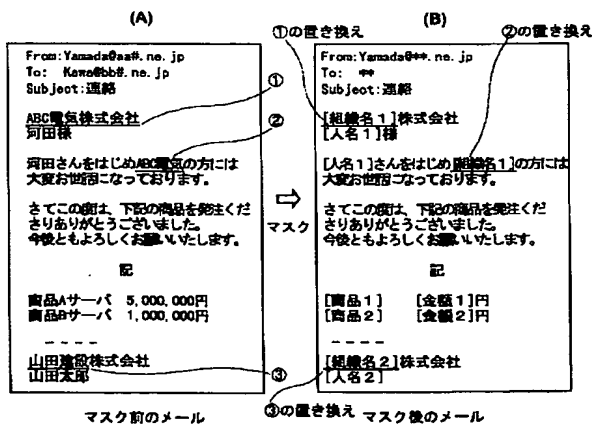 (A)
From:Yamada@aa#.ne.jp
To: Kawa@bb#.ne.jp
Subject:連絡
ABC電気株式会社
河田様
河田さんをはじめABC電気の方には
大変お世話になっております。
さてこの度は、下記の商品を発注くだ
さりありがとうございました。
今後ともよろしくお願いいたします。
記
商品Aサーバ 5,000,000円
商品Bサーバ 1,000,000円
----
山田建設株式会社
山田太郎
マスク前のメール
①
②
③
⇨
マスク
(B)
①の置き換え
②の置き換え
From:Yamada@**.ne.jp
To: **
Subject:連絡
[組織名1]株式会社
[人名1]様
[人名1]さんをはじめ[組織名1]の方には
大変お世話になっております。
さてこの度は、下記の商品を発注くだ
さりありがとうございました。
今後ともよろしくお願いいたします。
記
[商品1] [金額1]円
[商品2] [金額2]円
----
[組織名2]株式会社
[人名2]
③の置き換え
マスク後のメール